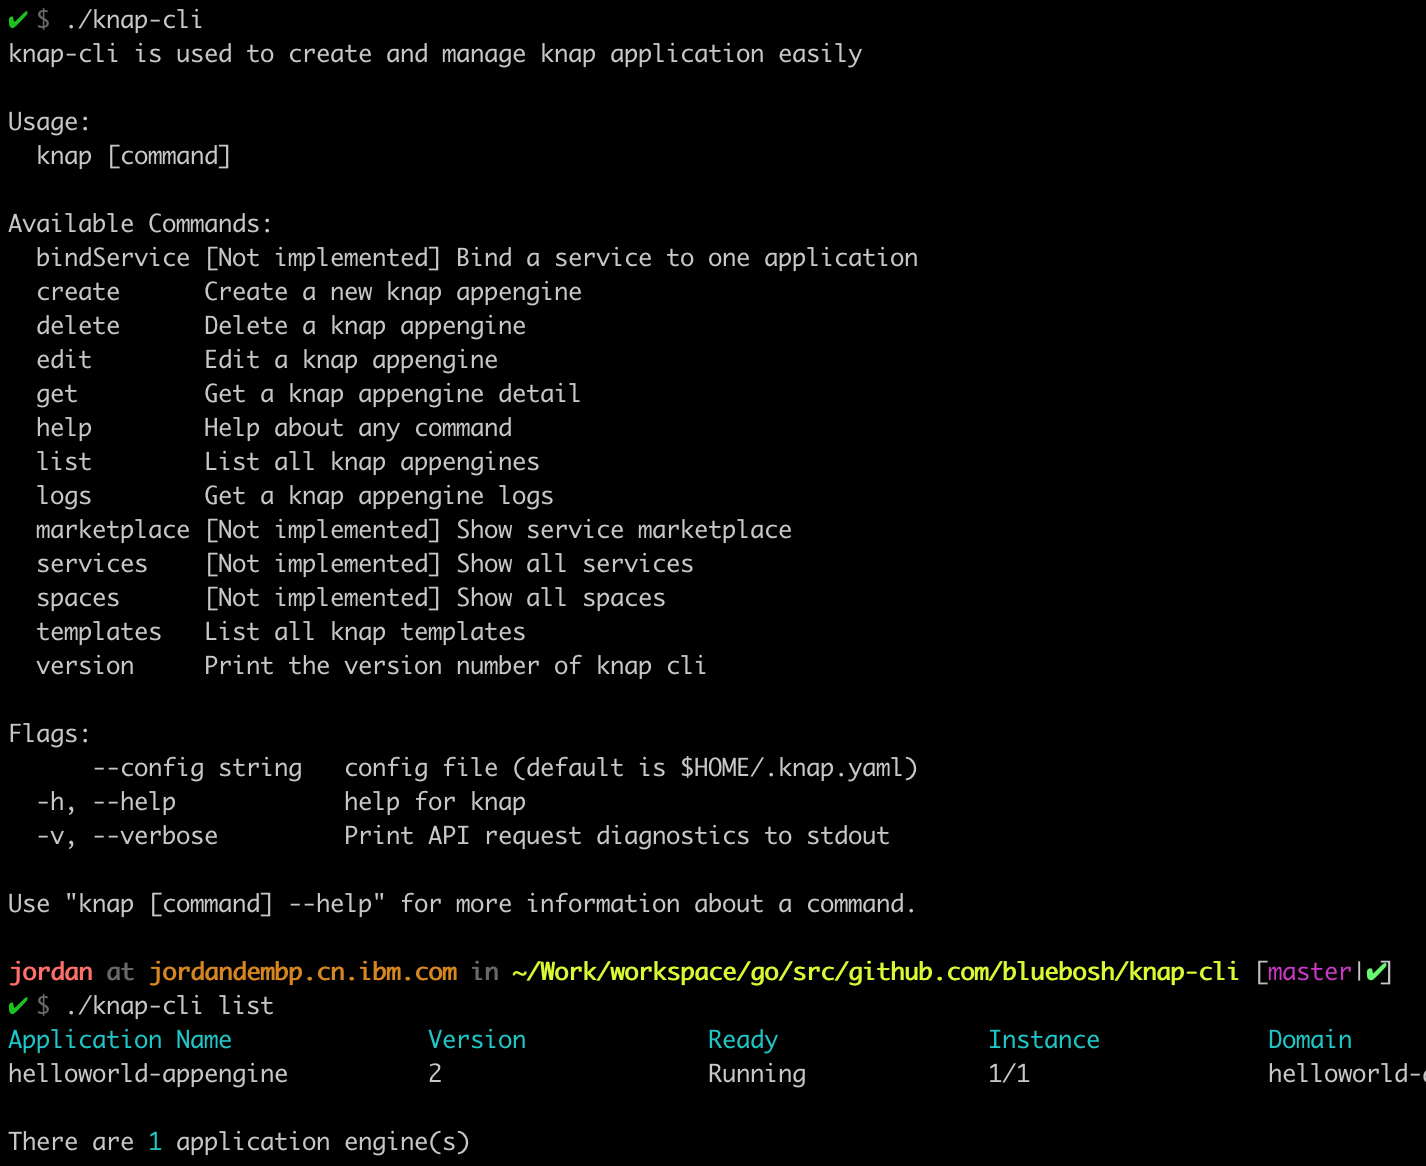 ✔ $ ./knap-cli
knap-cli is used to create and manage knap application easily
Usage:
knap [command]
Available Commands:
bindService [Not implemented] Bind a service to one application
create Create a new knap appengine
delete Delete a knap appengine
edit Edit a knap appengine
get Get a knap appengine detail
help Help about any command
list List all knap appengines
logs Get a knap appengine logs
marketplace [Not implemented] Show service marketplace
services [Not implemented] Show all services
spaces [Not implemented] Show all spaces
templates List all knap templates
version Print the version number of knap cli
Flags:
--config string config file (default is $HOME/.knap.yaml)
-h, --help help for knap
-v, --verbose Print API request diagnostics to stdout
Use "knap [command] --help" for more information about a command.
jordan at jordandembp.cn.ibm.com in ~/Work/workspace/go/src/github.com/bluebosh/knap-cli [master|✔]
✔ $ ./knap-cli list
Application Name Version Ready Instance Domain
helloworld-appengine 2 Running 1/1 helloworld-
There are 1 application engine(s)